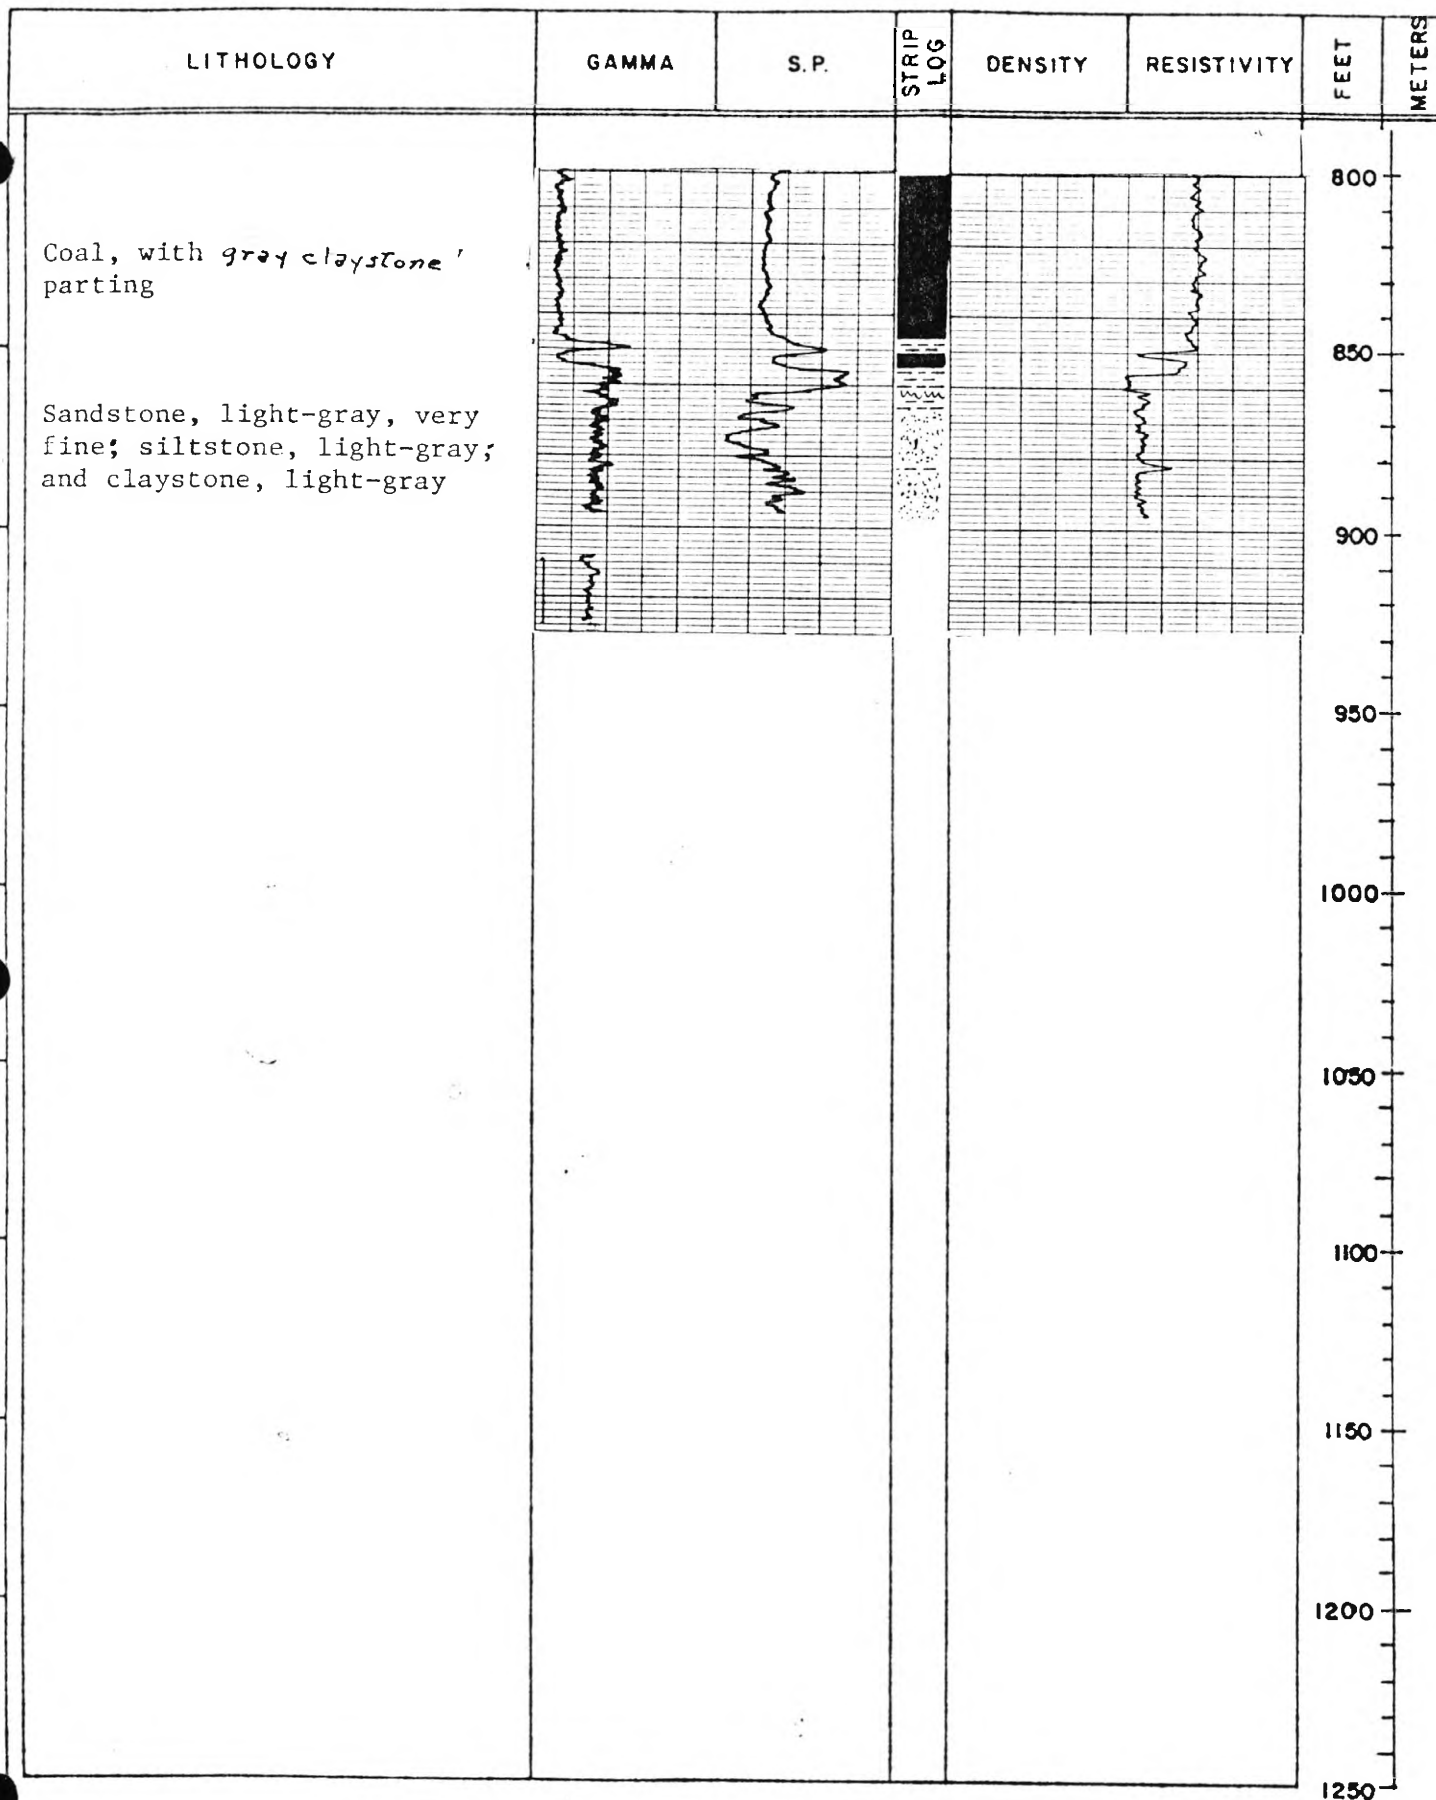 LITHOLOGY GAMMA S.P. STRIP LOG DENSITY RESISTIVITY FEET METERS
800
Coal, with gray claystone
parting
850
Sandstone, light-gray, very
fine; siltstone, light-gray;
and claystone, light-gray
900
950
1000
1050
1100
1150
1200
1250